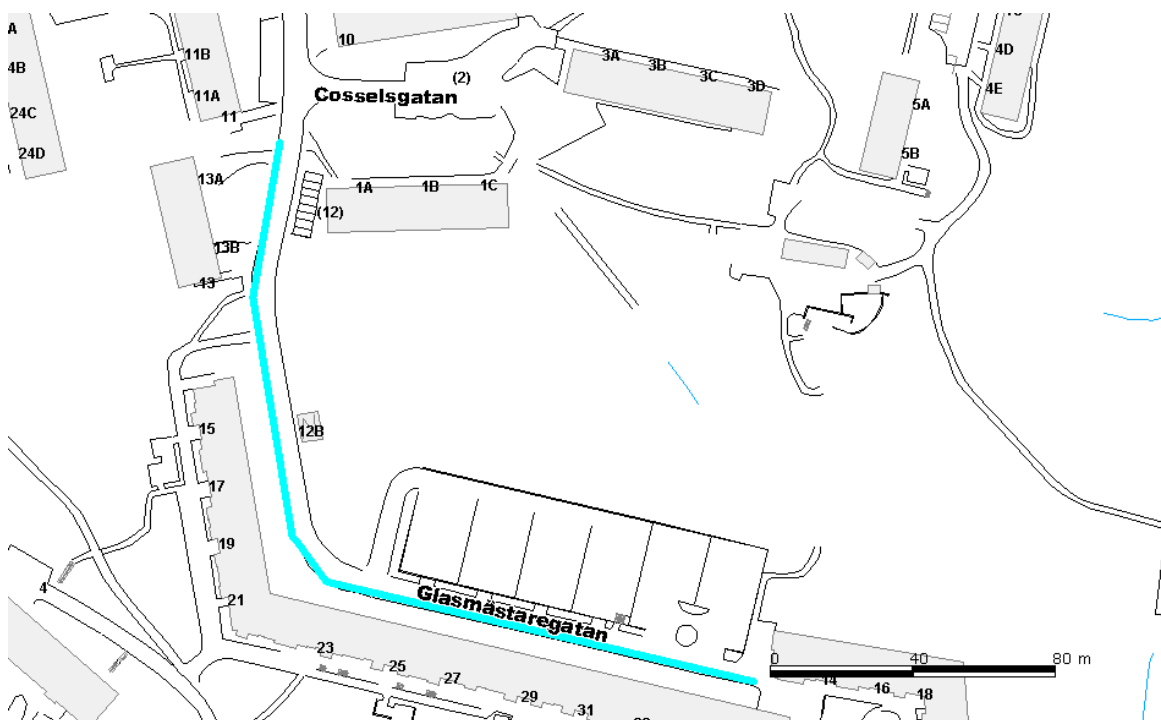 A
4B
24C
24D
11B
11A
11
10
(2)
Cosselsgatan
3A
3B
3C
3D
4D
4E
5A
5B
13A
13B
13
1A
1B
1C
(12)
12B
15
17
19
21
4
Glasmästaregatan
23
25
27
29
31
14
16
18
0
40
80 m